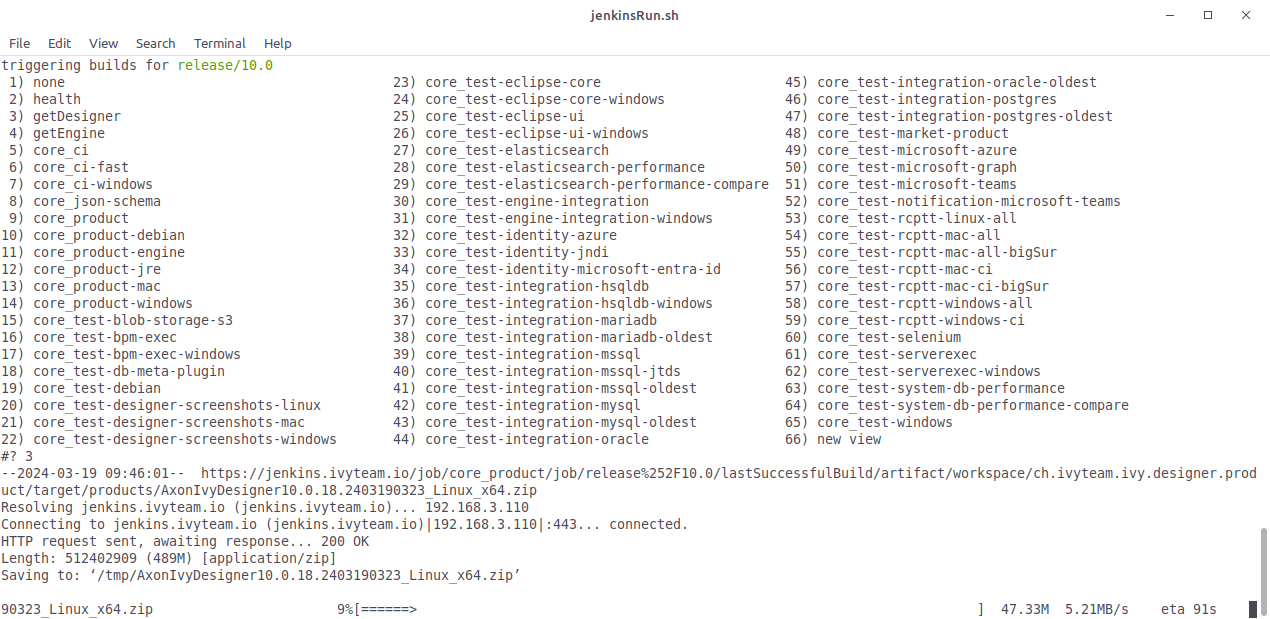 jenkinsRun.sh
File Edit View Search Terminal Help
triggering builds for release/10.0
1) none 23) core_test-eclipse-core 45) core_test-integration-oracle-oldest
2) health 24) core_test-eclipse-core-windows 46) core_test-integration-postgres
3) getDesigner 25) core_test-eclipse-ui 47) core_test-integration-postgres-oldest
4) getEngine 26) core_test-eclipse-ui-windows 48) core_test-market-product
5) core_ci 27) core_test-elasticsearch 49) core_test-microsoft-azure
6) core_ci-fast 28) core_test-elasticsearch-performance 50) core_test-microsoft-graph
7) core_ci-windows 29) core_test-elasticsearch-performance-compare 51) core_test-microsoft-teams
8) core_json-schema 30) core_test-engine-integration 52) core_test-notification-microsoft-teams
9) core_product 31) core_test-engine-integration-windows 53) core_test-rcptt-linux-all
10) core_product-debian 32) core_test-identity-azure 54) core_test-rcptt-mac-all
11) core_product-engine 33) core_test-identity-jndi 55) core_test-rcptt-mac-all-bigSur
12) core_product-jre 34) core_test-identity-microsoft-entra-id 56) core_test-rcptt-mac-ci
13) core_product-mac 35) core_test-integration-hsqldb 57) core_test-rcptt-mac-ci-bigSur
14) core_product-windows 36) core_test-integration-hsqldb-windows 58) core_test-rcptt-windows-all
15) core_test-blob-storage-s3 37) core_test-integration-mariadb 59) core_test-rcptt-windows-ci
16) core_test-bpm-exec 38) core_test-integration-mariadb-oldest 60) core_test-selenium
17) core_test-bpm-exec-windows 39) core_test-integration-mssql 61) core_test-serverexec
18) core_test-db-meta-plugin 40) core_test-integration-mssql-jtds 62) core_test-serverexec-windows
19) core_test-debian 41) core_test-integration-mssql-oldest 63) core_test-system-db-performance
20) core_test-designer-screenshots-linux 42) core_test-integration-mysql 64) core_test-system-db-performance-compare
21) core_test-designer-screenshots-mac 43) core_test-integration-mysql-oldest 65) core_test-windows
22) core_test-designer-screenshots-windows 44) core_test-integration-oracle 66) new view
#? 3
--2024-03-19 09:46:01-- https://jenkins.ivyteam.io/job/core_product/job/release%252F10.0/lastSuccessfulBuild/artifact/workspace/ch.ivyteam.ivy.designer.prod
uct/target/products/AxonIvyDesigner10.0.18.2403190323_Linux_x64.zip
Resolving jenkins.ivyteam.io (jenkins.ivyteam.io)... 192.168.3.110
Connecting to jenkins.ivyteam.io (jenkins.ivyteam.io)|192.168.3.110|:443... connected.
HTTP request sent, awaiting response... 200 OK
Length: 512402909 (489M) [application/zip]
Saving to: ‘/tmp/AxonIvyDesigner10.0.18.2403190323_Linux_x64.zip’
90323_Linux_x64.zip 9%[======> ] 47.33M 5.21MB/s eta 91s